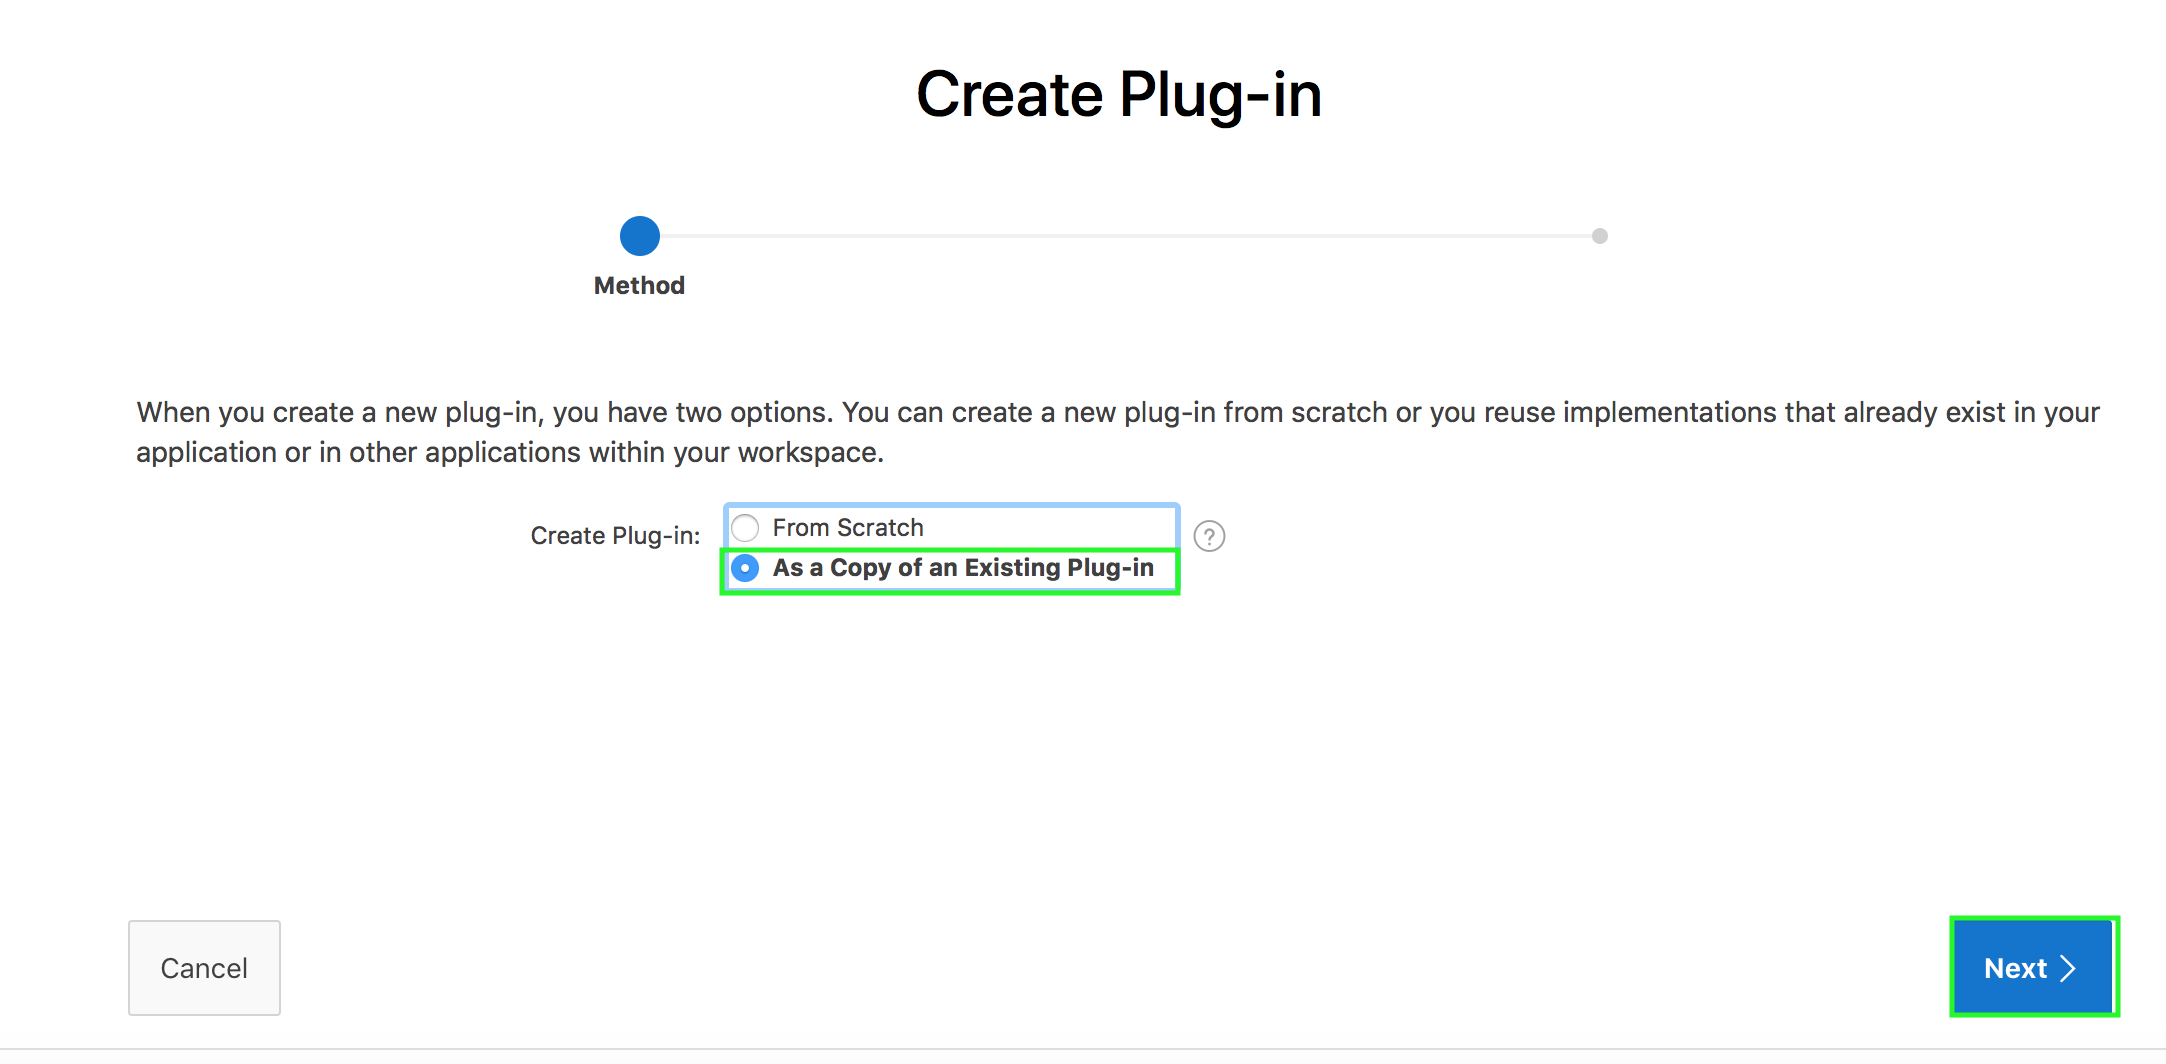 Create Plug-in
Method
When you create a new plug-in, you have two options. You can create a new plug-in from scratch or you reuse implementations that already exist in your
application or in other applications within your workspace.
Create Plug-in:
From Scratch
?
As a Copy of an Existing Plug-in
Cancel
Next